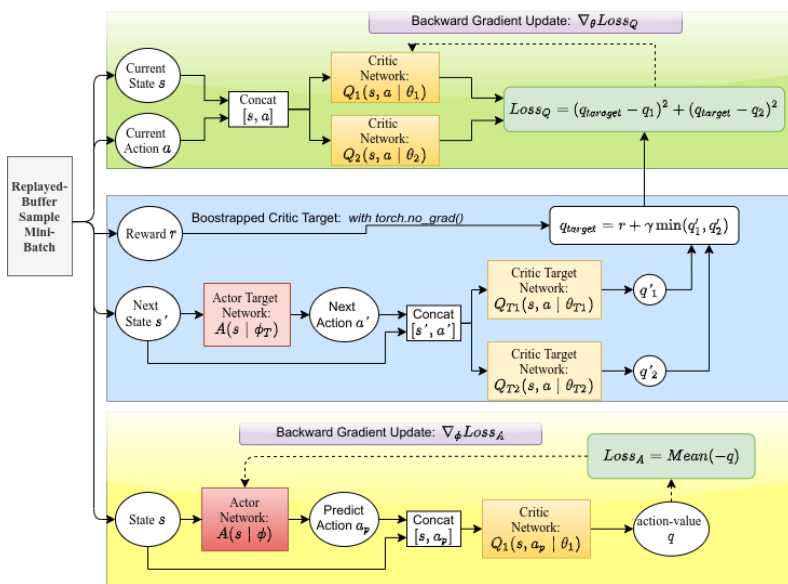 Backward Gradient Update: ∇θLossQ
Current
State s
Current
Action a
Concat
[s, a]
Critic
Network:
Q1(s, a | θ1)
Critic
Network:
Q2(s, a | θ2)
LossQ = (qtaroget − q1)² + (qtarget − q2)²
Replayed-
Buffer
Sample
Mini-
Batch
Boostrapped Critic Target: with torch.no_grad()
Reward r
qtarget = r + γ min(q′1, q′2)
Next
State s′
Actor Target
Network:
A(s | ϕT)
Next
Action a′
Concat
[s′, a′]
Critic Target
Network:
QT1(s, a | θT1)
q′1
Critic Target
Network:
QT2(s, a | θT2)
q′2
Backward Gradient Update: ∇ϕLossA
LossA = Mean(−q)
State s
Actor
Network:
A(s | ϕ)
Predict
Action ap
Concat
[s, ap]
Critic
Network:
Q1(s, ap | θ1)
action-value
q